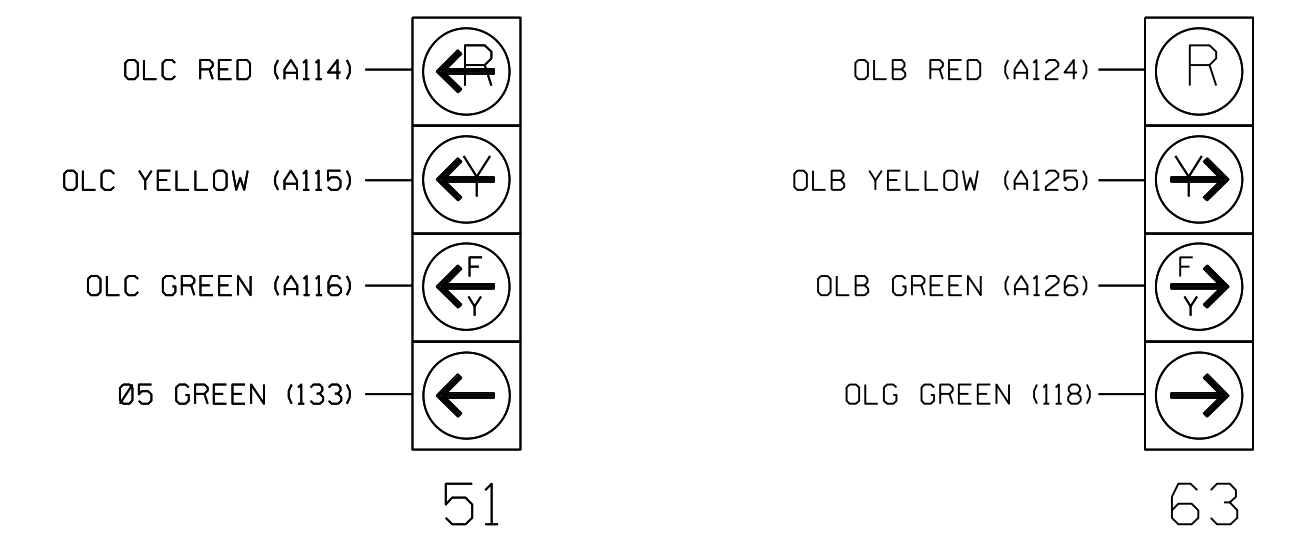 OLC RED (A114)
R
OLC YELLOW (A115)
Y
OLC GREEN (A116)
F
Y
Ø5 GREEN (133)
51
OLB RED (A124)
R
OLB YELLOW (A125)
Y
OLB GREEN (A126)
F
Y
OLG GREEN (118)
63